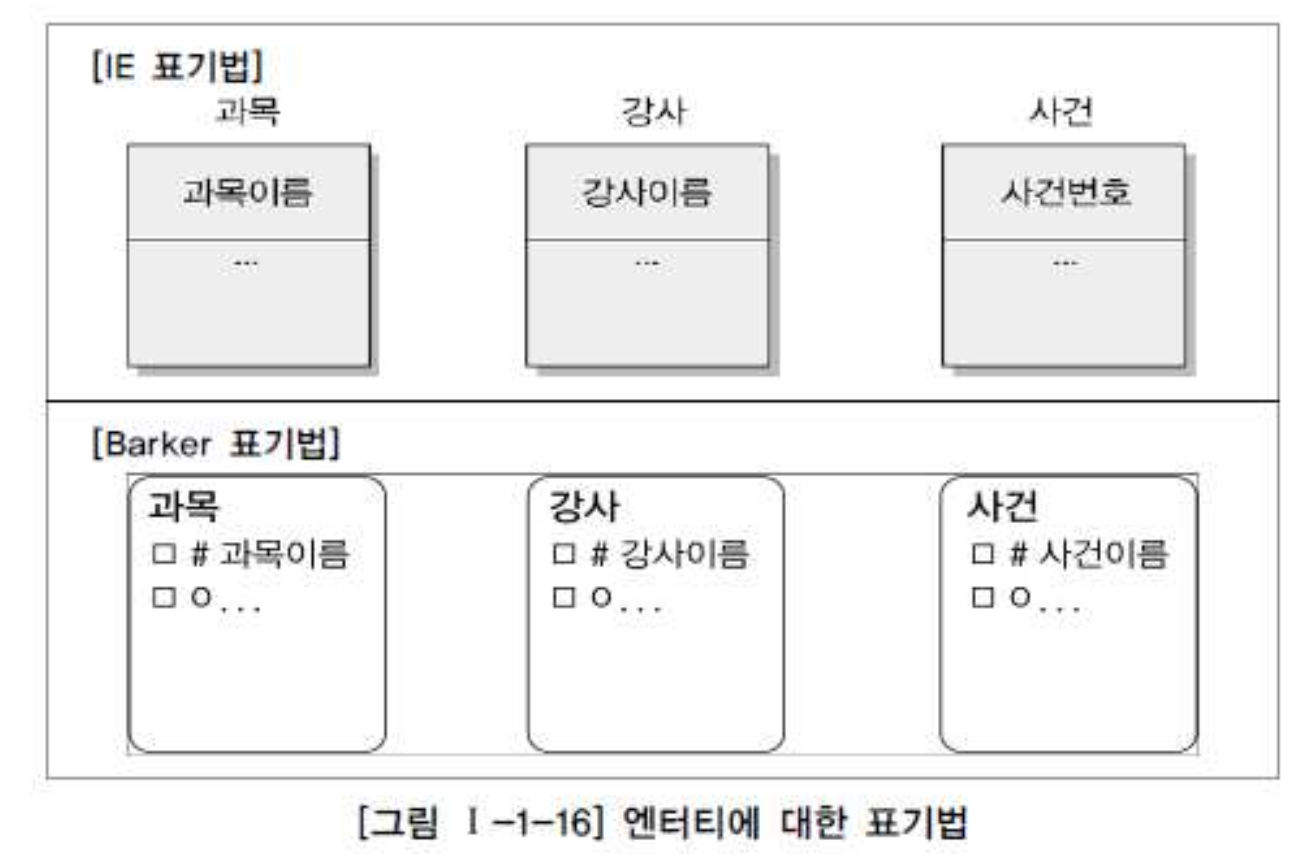 [IE 표기법]
과목 강사 사건
과목이름 강사이름 사건번호
... ... ...
[Barker 표기법]
과목 강사 사건
□ # 과목이름 □ # 강사이름 □ # 사건이름
□ O... □ O... □ O...
[그림 Ⅰ-1-16] 엔터티에 대한 표기법